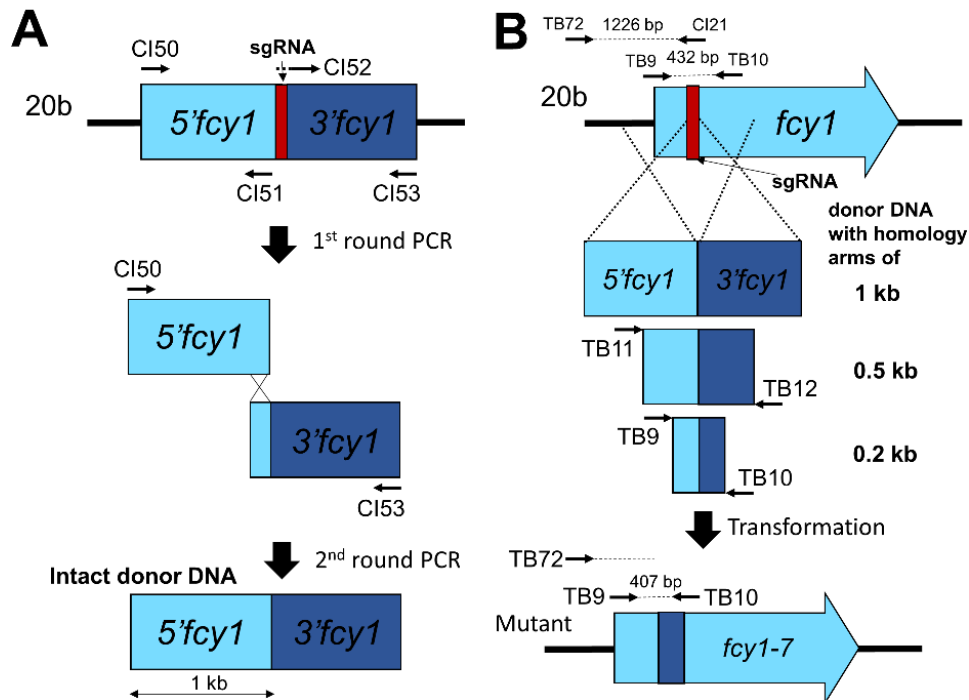 A
CI50
sgRNA
CI52
20b
5'fcy1
3'fcy1
CI51
CI53
1st round PCR
CI50
5'fcy1
3'fcy1
CI53
2nd round PCR
Intact donor DNA
5'fcy1
3'fcy1
1 kb
B
TB72
1226 bp
CI21
TB9
432 bp
TB10
20b
fcy1
sgRNA
donor DNA
with homology
arms of
5'fcy1
3'fcy1
1 kb
TB11
TB12
0.5 kb
TB9
TB10
0.2 kb
Transformation
TB72
TB9
407 bp
TB10
Mutant
fcy1-7